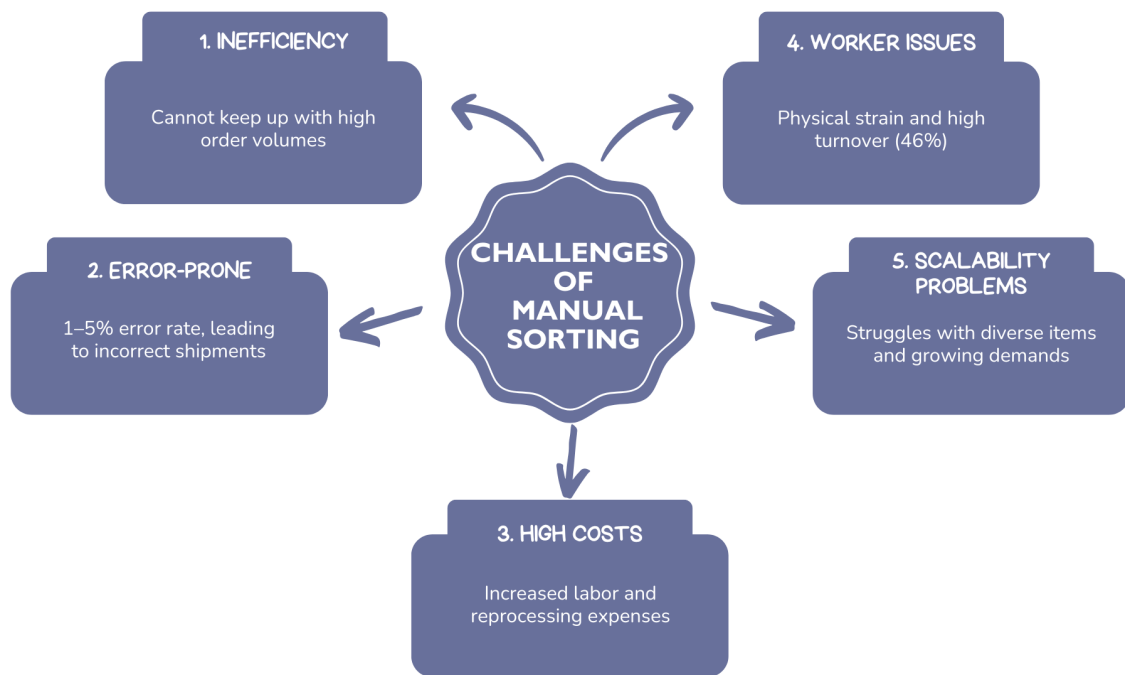 1. INEFFICIENCY
Cannot keep up with high
order volumes
2. ERROR-PRONE
1–5% error rate, leading
to incorrect shipments
CHALLENGES
OF
MANUAL
SORTING
3. HIGH COSTS
Increased labor and
reprocessing expenses
4. WORKER ISSUES
Physical strain and high
turnover (46%)
5. SCALABILITY
PROBLEMS
Struggles with diverse items
and growing demands